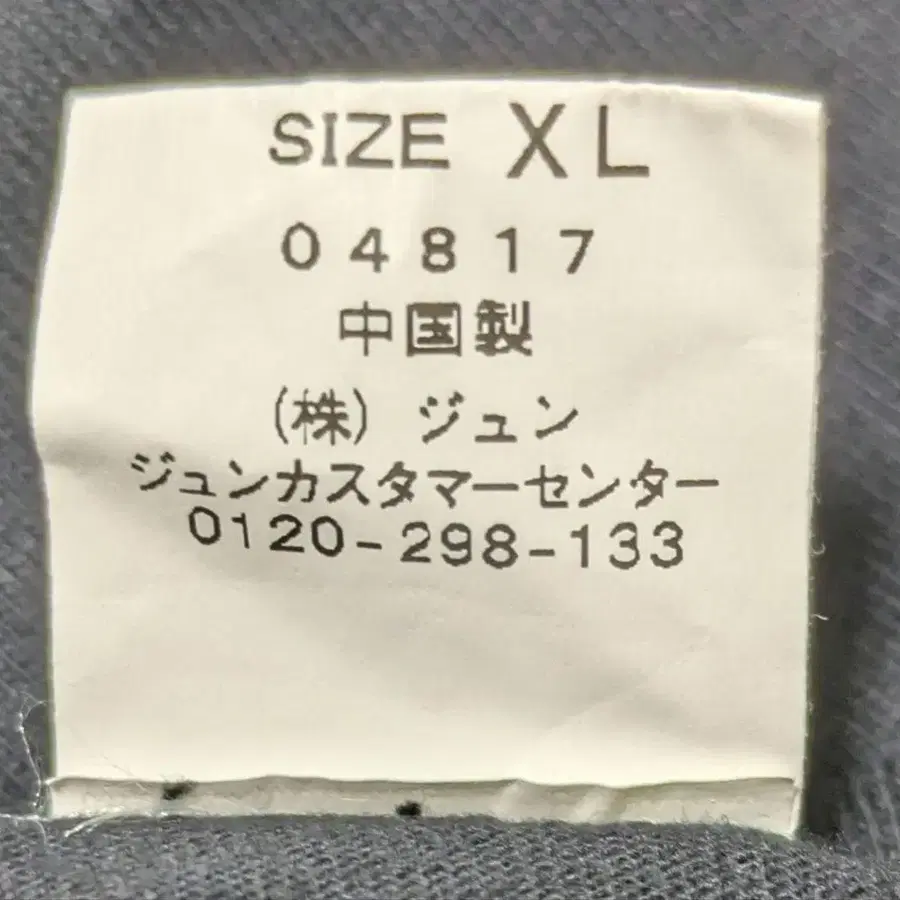 SIZE XL
04817
中国製
(株) ジュン
ジュンカスタマーセンター
0120-298-133